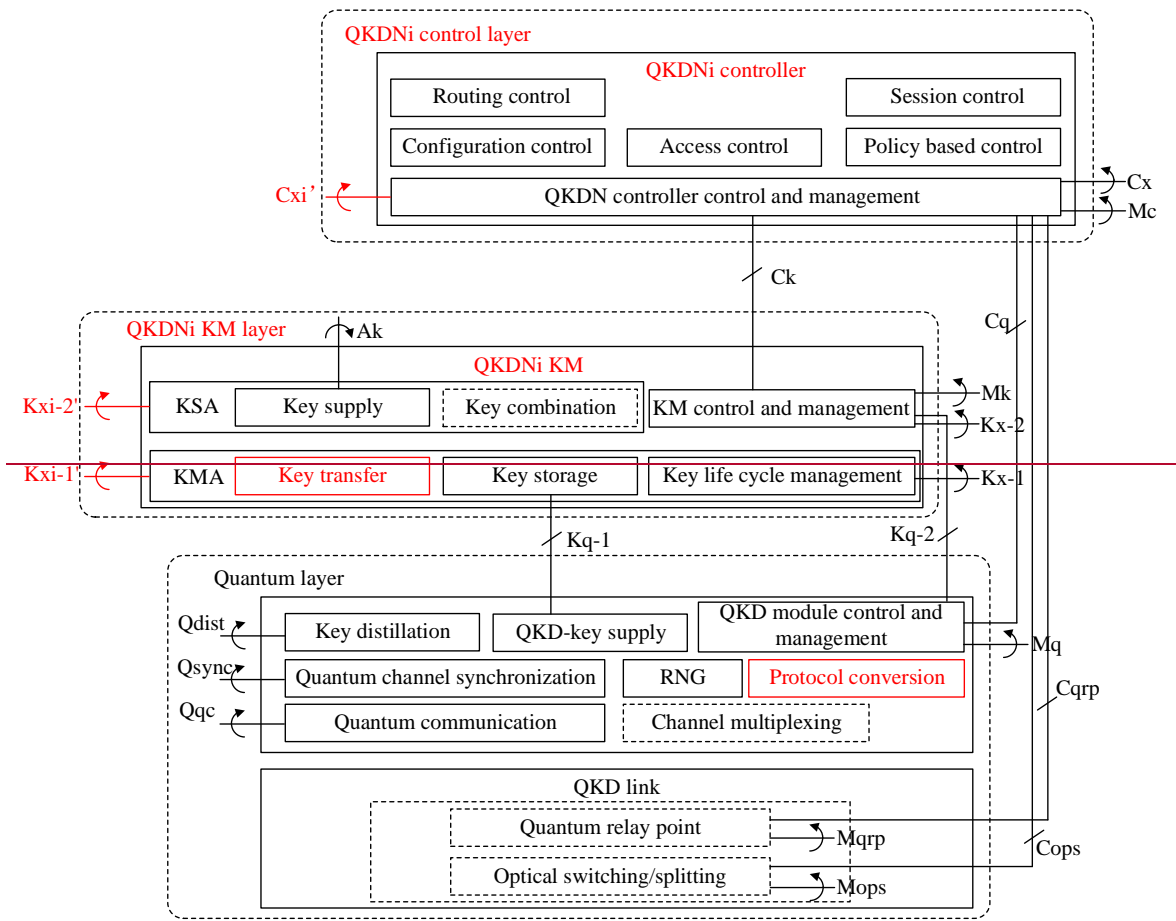 QKDNi control layer
QKDNi controller
Routing control
Session control
Configuration control
Access control
Policy based control
Cxi’
QKDN controller control and management
Cx
Mc
Ck
QKDNi KM layer
Ak
Cq
QKDNi KM
Kxi-2'
KSA
Key supply
Key combination
KM control and management
Mk
Kx-2
Kxi-1'
KMA
Key transfer
Key storage
Key life cycle management
Kx-1
Kq-1
Kq-2
Quantum layer
Qdist
Key distillation
QKD-key supply
QKD module control and
management
Mq
Qsync
Quantum channel synchronization
RNG
Protocol conversion
Cqrp
Qqc
Quantum communication
Channel multiplexing
QKD link
Quantum relay point
Mqrp
Cops
Optical switching/splitting
Mops